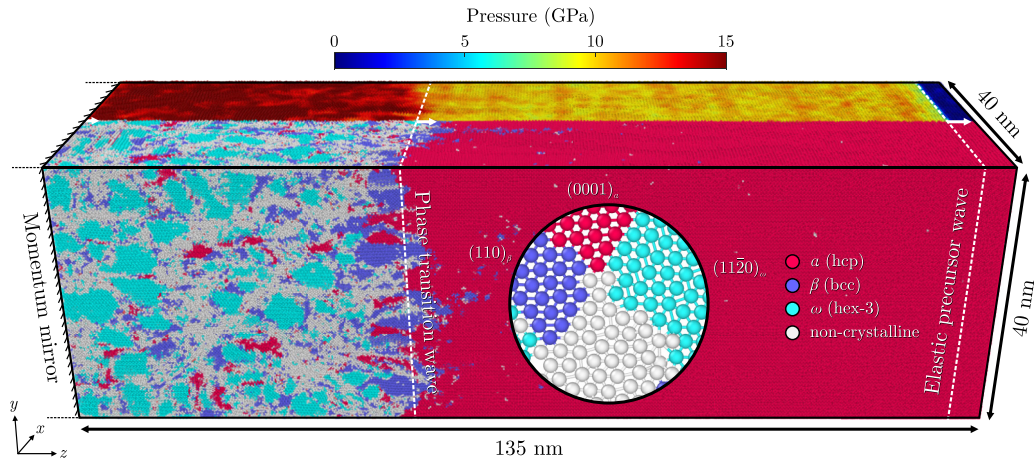 Pressure (GPa)
0 5 10 15
40 nm
Momentum mirror
Phase transition wave
(0001)α
(110)β
(112̄0)ω
α (hcp)
β (bcc)
ω (hex-3)
non-crystalline
Elastic precursor wave
40 nm
y
x
z
135 nm